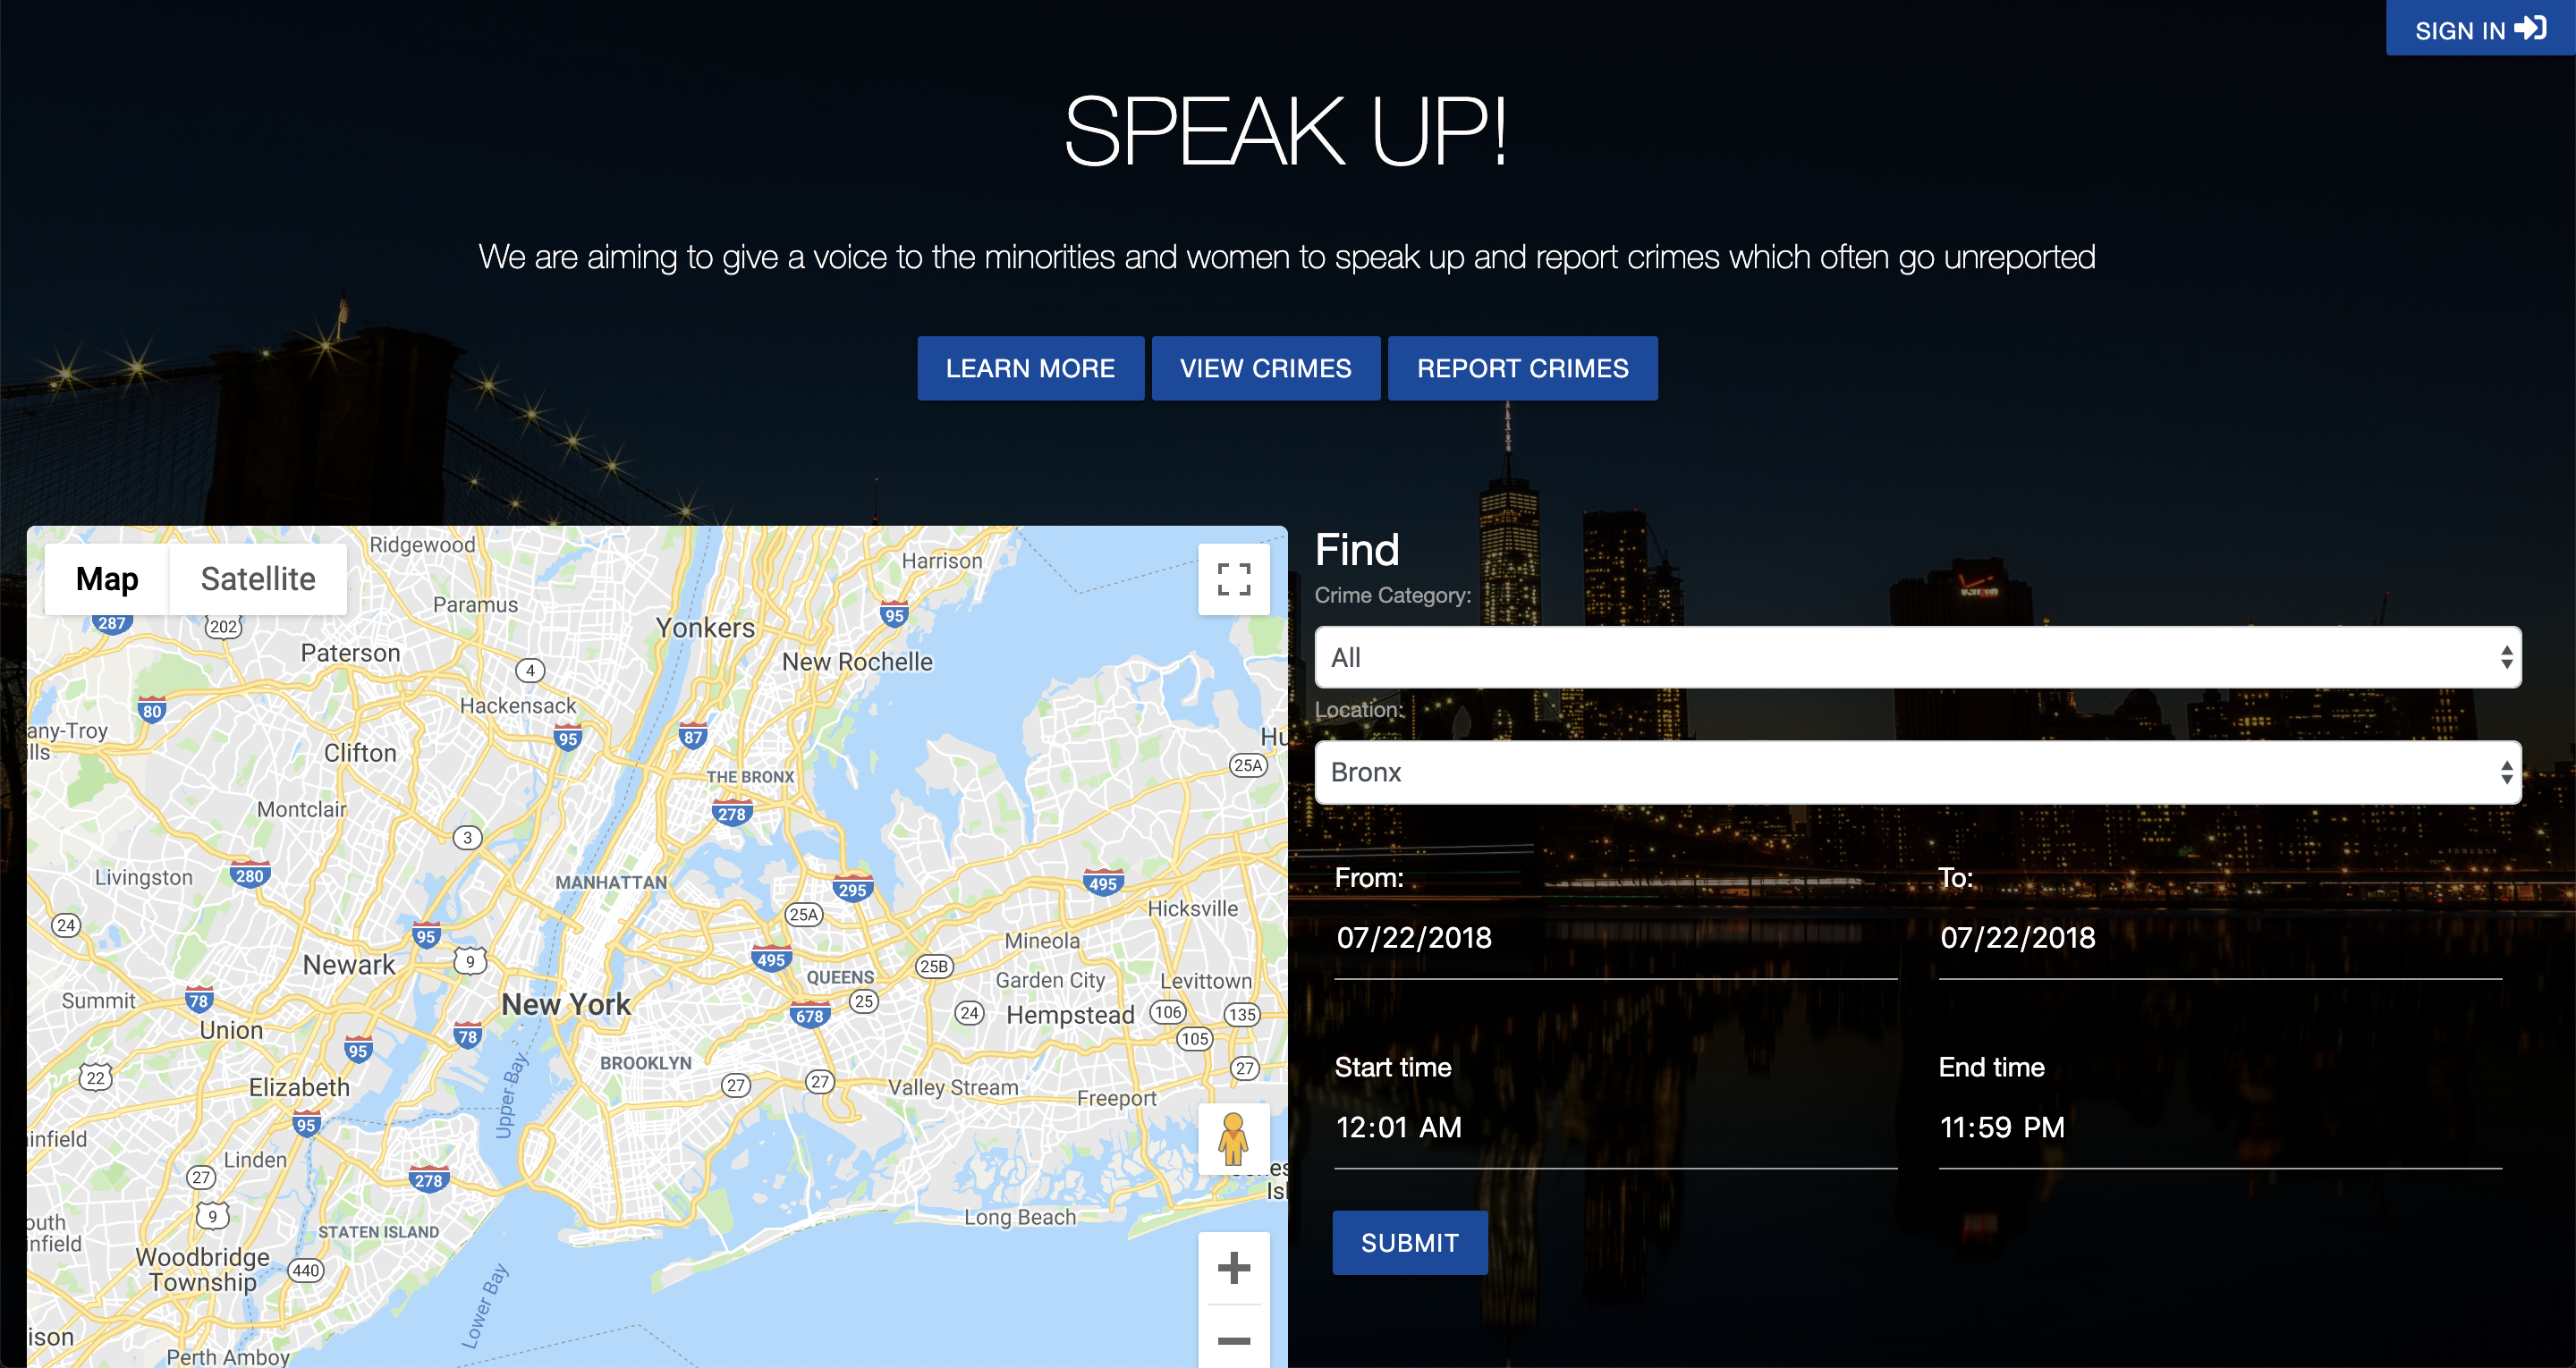 SIGN IN
SPEAK UP!
We are aiming to give a voice to the minorities and women to speak up and report crimes which often go unreported
LEARN MORE
VIEW CRIMES
REPORT CRIMES
Map
Satellite
Ridgewood
Harrison
Paramus
95
287
202
Yonkers
Paterson
New Rochelle
4
Hackensack
80
any-Troy
lls
95
87
Hu
Clifton
THE BRONX
25A
Montclair
278
3
Livingston
280
MANHATTAN
295
495
25A
Hicksville
24
95
Mineola
Newark
9
495
QUEENS
25B
Garden City
Levittown
Summit
78
New York
25
678
24
Hempstead
106
135
Union
78
95
105
BROOKLYN
22
Elizabeth
Upper Bay
27
27
Valley Stream
Freeport
27
95
infield
Linden
27
278
es
Isl
9
outh
nfield
STATEN ISLAND
Long Beach
Woodbridge
Township
440
Lower Bay
ison
Perth Amboy
Find
Crime Category:
All
Location:
Bronx
From:
To:
07/22/2018
07/22/2018
Start time
End time
12:01 AM
11:59 PM
SUBMIT
verizon